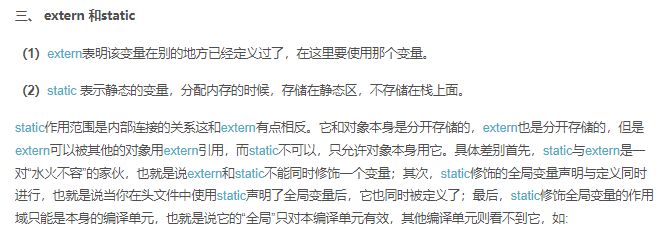 三、 extern 和static
（1）extern表明该变量在别的地方已经定义过了，在这里要使用那个变量。
（2）static 表示静态的变量，分配内存的时候，存储在静态区，不存储在栈上面。
static作用范围是内部连接的关系这和extern有点相反。它和对象本身是分开存储的，extern也是分开存储的，但是
extern可以被其他的对象用extern引用，而static不可以，只允许对象本身用它。具体差别首先，static与extern是一
对“水火不容”的家伙，也就是说extern和static不能同时修饰一个变量；其次，static修饰的全局变量声明与定义同时
进行，也就是说当你在头文件中使用static声明了全局变量后，它也同时被定义了；最后，static修饰全局变量的作用
域只能是本身的编译单元，也就是说它的“全局”只对本编译单元有效，其他编译单元则看不到它，如: